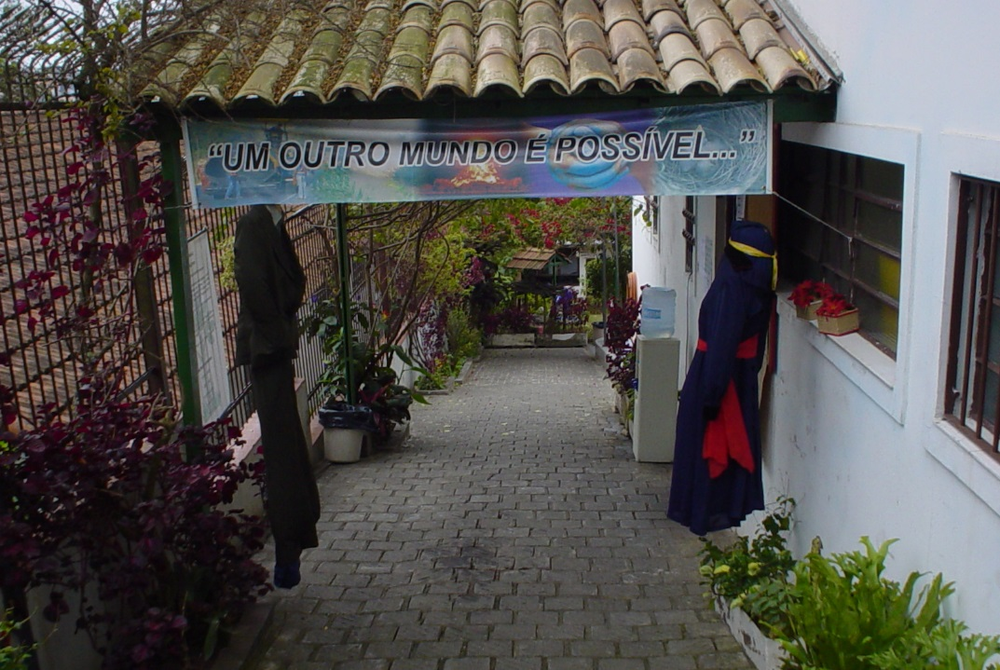 “UM OUTRO MUNDO É POSSÍVEL...”